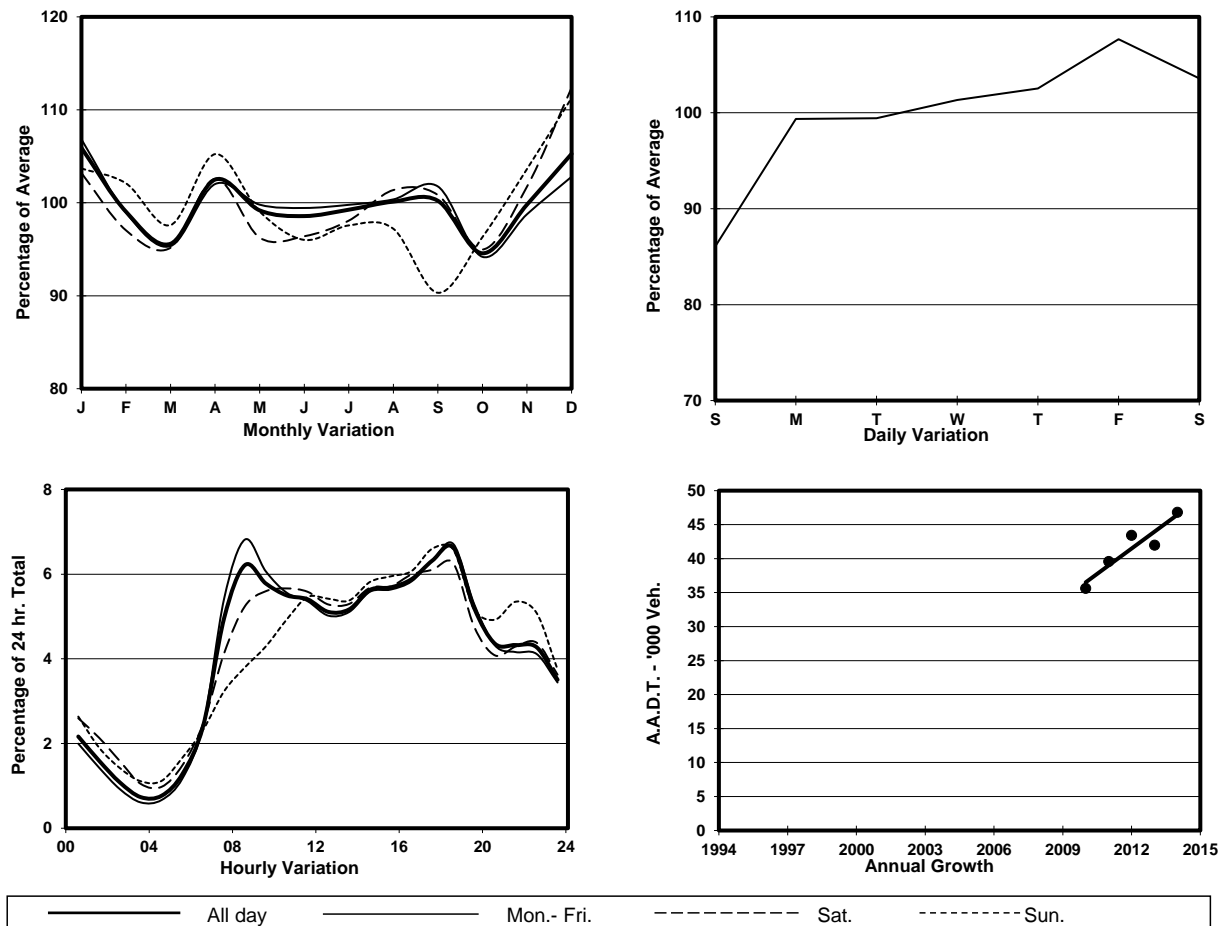 120
110
100
90
80
Percentage of Average
J F M A M J J A S O N D
Monthly Variation
110
100
90
80
70
Percentage of Average
S M T W T F S
Daily Variation
8
6
4
2
0
Percentage of 24 hr. Total
00 04 08 12 16 20 24
Hourly Variation
50
45
40
35
30
25
20
15
10
5
0
A.A.D.T. - '000 Veh.
1994 1997 2000 2003 2006 2009 2012 2015
Annual Growth
All day Mon.- Fri. Sat. Sun.